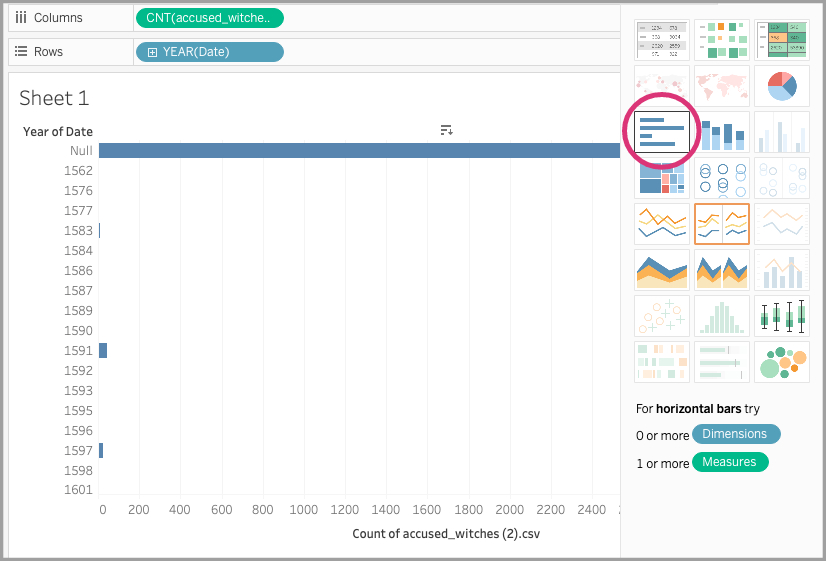 Columns
CNT(accused_witche..
Rows
YEAR(Date)
Sheet 1
Year of Date
Null
1562
1576
1577
1583
1584
1586
1587
1589
1590
1591
1592
1593
1595
1596
1597
1598
1601
0 200 400 600 800 1000 1200 1400 1600 1800 2000 2200 2400
Count of accused_witches (2).csv
For horizontal bars try
0 or more Dimensions
1 or more Measures